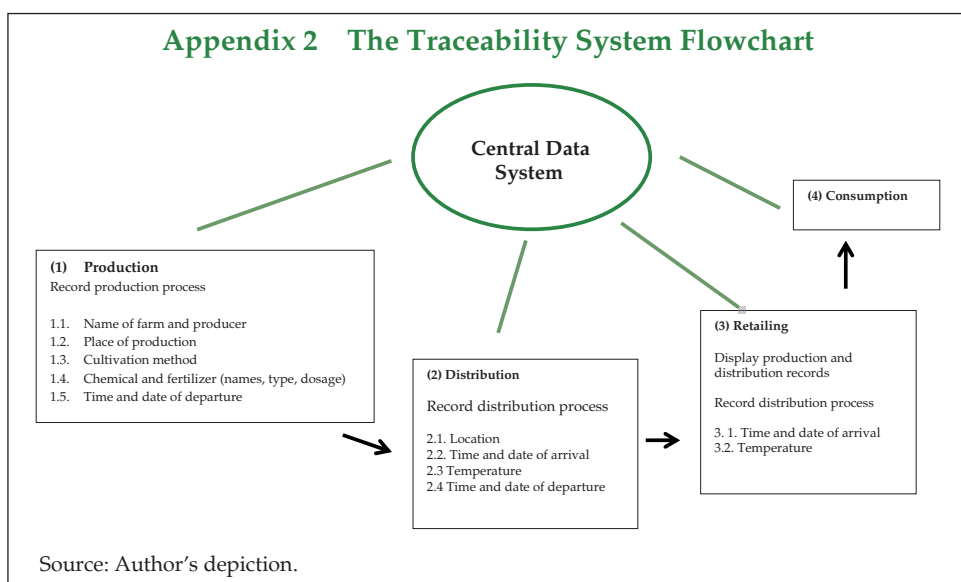 Appendix 2 The Traceability System Flowchart
Central Data
System
(4) Consumption
(1) Production
Record production process
1.1. Name of farm and producer
1.2. Place of production
1.3. Cultivation method
1.4. Chemical and fertilizer (names, type, dosage)
1.5. Time and date of departure
(2) Distribution
Record distribution process
2.1. Location
2.2. Time and date of arrival
2.3 Temperature
2.4 Time and date of departure
(3) Retailing
Display production and
distribution records
Record distribution process
3. 1. Time and date of arrival
3.2. Temperature
Source: Author's depiction.